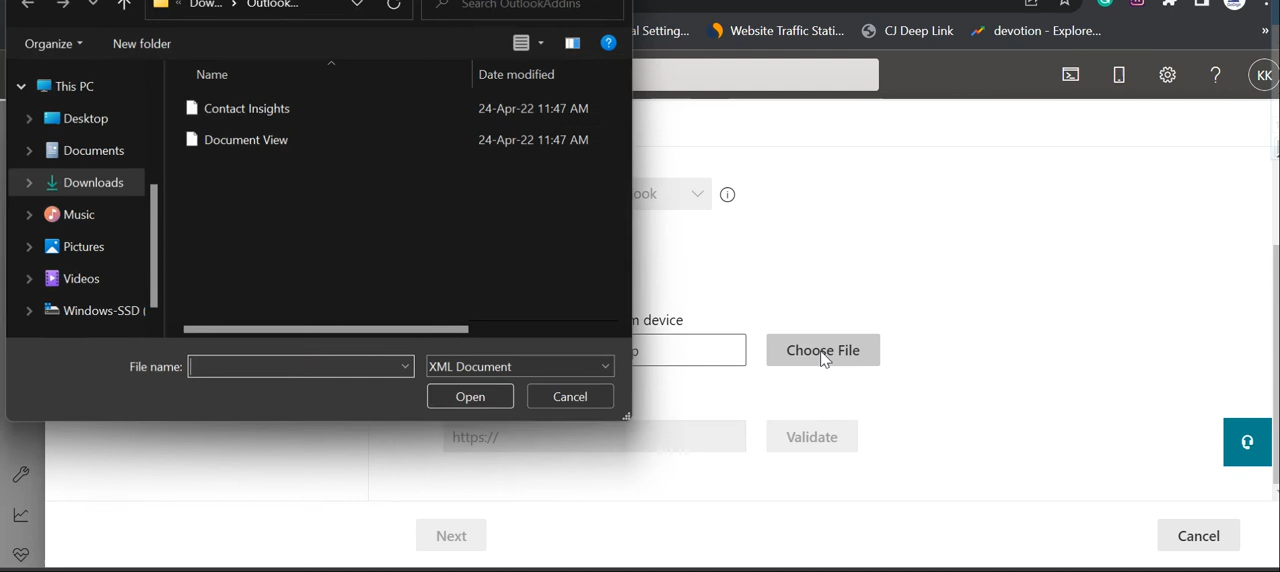 « Dow... > Outlook...
Search OutlookAddins
al Setting...
Website Traffic Stati...
CJ Deep Link
devotion - Explore...
»
Organize
New folder
Name
Date modified
KK
This PC
Contact Insights 24-Apr-22 11:47 AM
Desktop
Document View 24-Apr-22 11:47 AM
Documents
Downloads
ook
Music
Pictures
Videos
Windows-SSD (
m device
File name:
XML Document
p
Choose File
Open
Cancel
https://
Validate
Next
Cancel